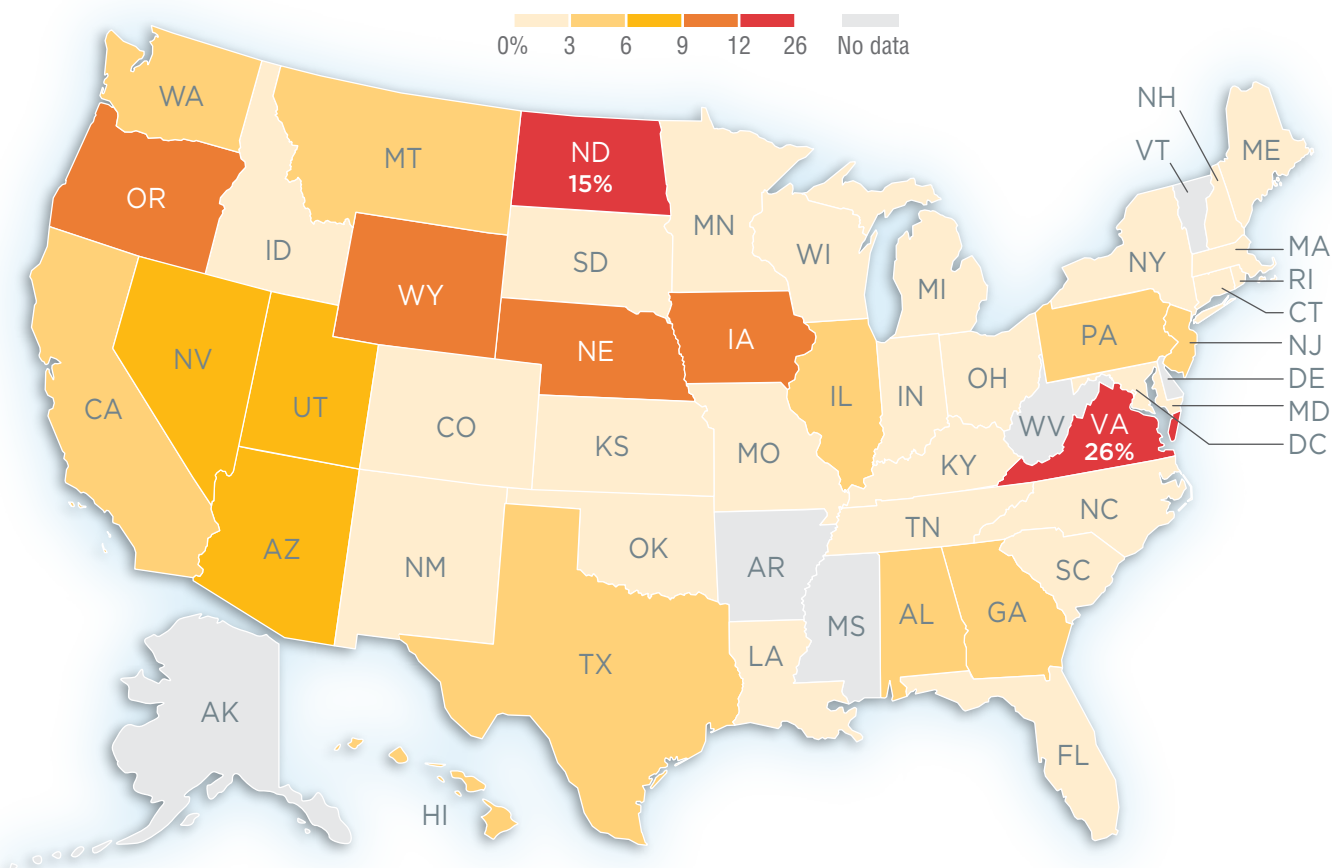 0% 3 6 9 12 26 No data
WA
MT
ND
15%
OR
ID
WY
SD
MN
WI
MI
NH
VT
ME
MA
NY
RI
CT
NJ
PA
DE
MD
DC
NV
UT
CA
NE
IA
CO
KS
MO
IL
IN
OH
WV
VA
26%
KY
AZ
NM
OK
AR
TN
NC
SC
TX
LA
MS
AL
GA
AK
HI
FL